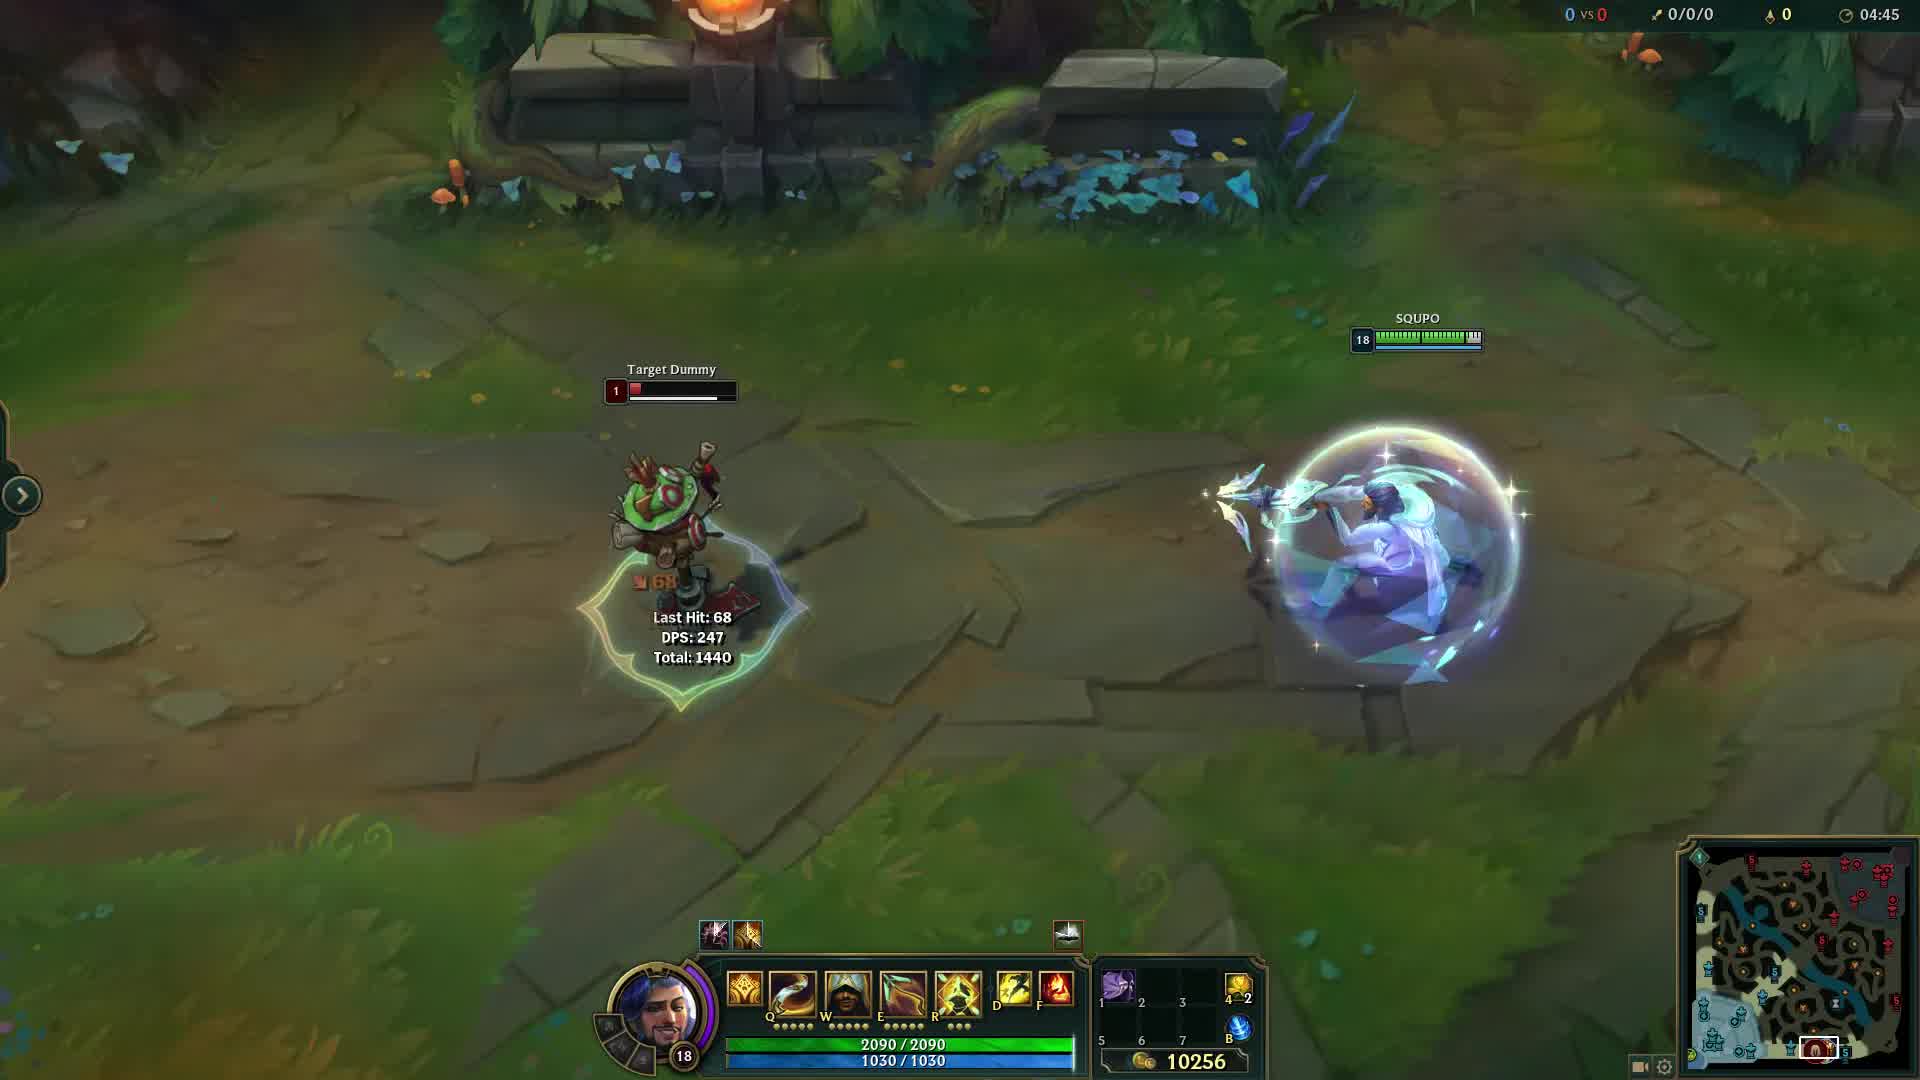 0 vs 0 0/0/0 0 04:45
SQUPO
18
Target Dummy
1
68
Last Hit: 68
DPS: 247
Total: 1440
Q W E R D F
1 2 3 4 2
5 6 7 B
18
2090 / 2090
1030 / 1030
10256